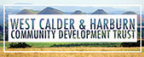 WEST CALDER & HARBURN
COMMUNITY DEVELOPMENT TRUST